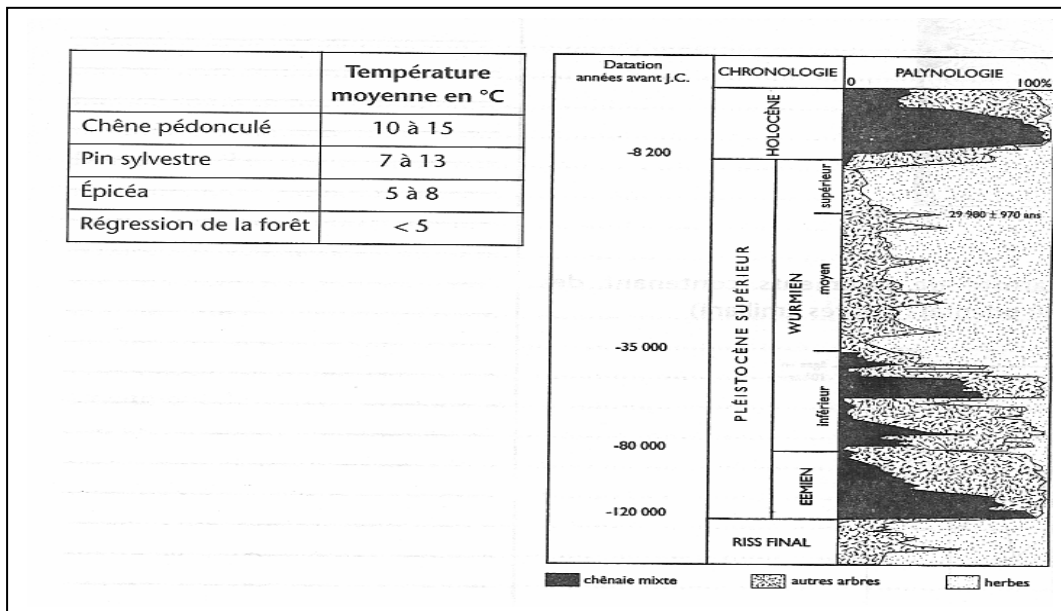 Température
moyenne en °C
Chêne pédonculé 10 à 15
Pin sylvestre 7 à 13
Épicéa 5 à 8
Régression de la forêt < 5
Datation
années avant J.C.
CHRONOLOGIE
PALYNOLOGIE
0 100%
HOLOCÈNE
-8 200
PLÉISTOCÈNE SUPÉRIEUR
WURMIEN
supérieur
29 980 ± 970 ans
moyen
-35 000
inférieur
-80 000
EEMIEN
-120 000
RISS FINAL
chênaie mixte
autres arbres
herbes